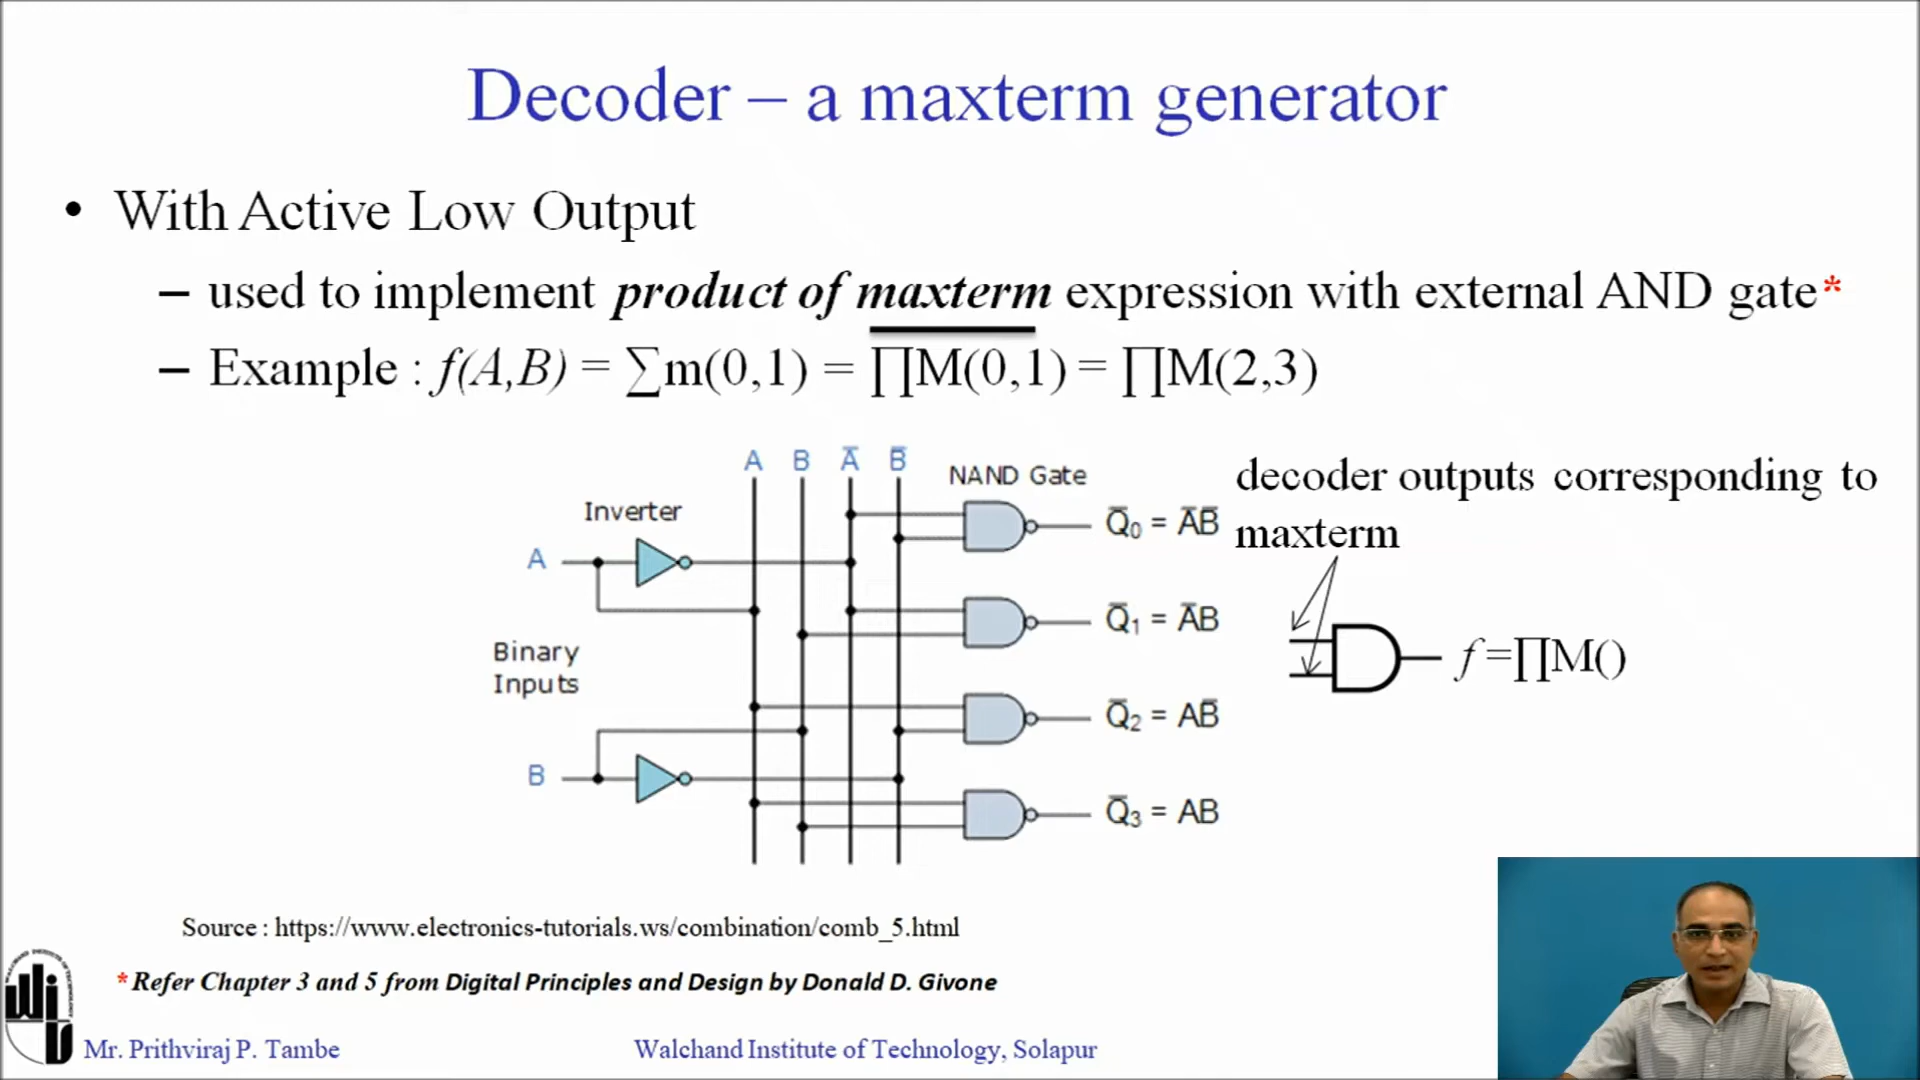 Decoder – a maxterm generator
• With Active Low Output
– used to implement product of maxterm expression with external AND gate*
– Example : f(A,B) = ∑m(0,1) = ∏M̅(̅0̅,̅1̅)̅ = ∏M(2,3)
A B A̅ B̅
NAND Gate
Inverter
A
Binary
Inputs
B
Q̅₀ = A̅B̅
Q̅₁ = A̅B
Q̅₂ = AB̅
Q̅₃ = AB
decoder outputs corresponding to
maxterm
f =∏M()
Source : https://www.electronics-tutorials.ws/combination/comb_5.html
*Refer Chapter 3 and 5 from Digital Principles and Design by Donald D. Givone
Mr. Prithviraj P. Tambe
Walchand Institute of Technology, Solapur